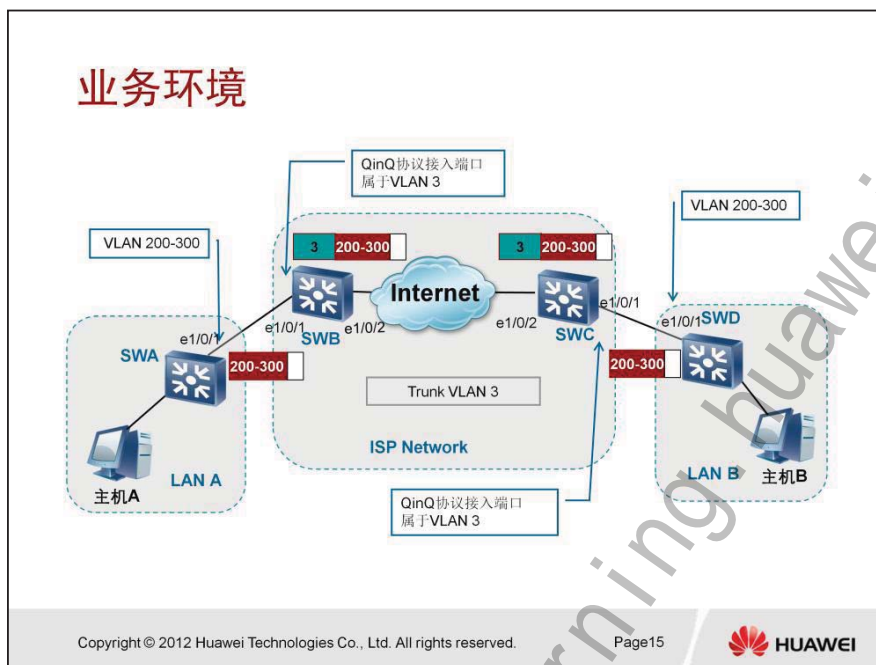 业务环境
QinQ协议接入端口
属于VLAN 3
VLAN 200-300
VLAN 200-300
3 200-300
3 200-300
Internet
e1/0/1
SWA
e1/0/1
SWB
e1/0/2
e1/0/2
SWC
e1/0/1
e1/0/1
SWD
200-300
200-300
Trunk VLAN 3
ISP Network
主机A
LAN A
LAN B
主机B
QinQ协议接入端口
属于VLAN 3
Copyright © 2012 Huawei Technologies Co., Ltd. All rights reserved.
Page15
HUAWEI
rning.huawei.